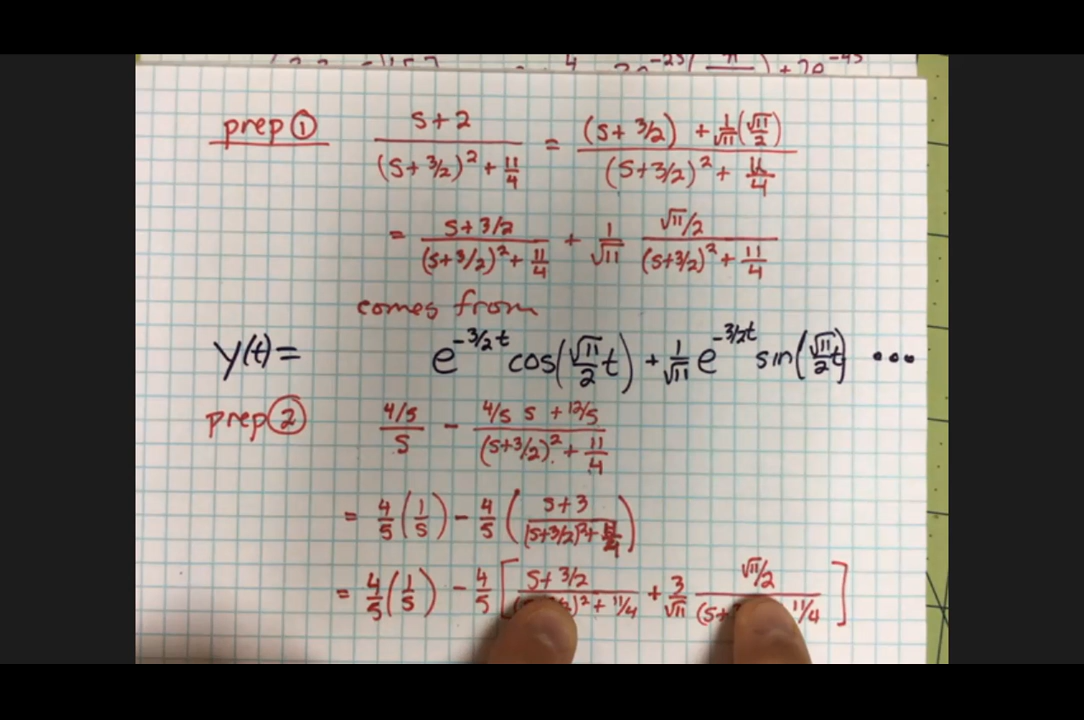 prep ① (s+2)/((s+3/2)² + 11/4) = ((s+3/2) + 1/√11 (√11/2))/((s+3/2)² + 11/4)
= (s+3/2)/((s+3/2)² + 11/4) + 1/√11 (√11/2)/((s+3/2)² + 11/4)
comes from
y(t) = e^(-3/2 t) cos(√11/2 t) + 1/√11 e^(-3/2 t) sin(√11/2 t) •••
prep ② (4/5)/s - (4/5 s + 12/5)/((s+3/2)² + 11/4)
= 4/5 (1/s) - 4/5 ((s+3)/((s+3/2)² + 11/4))
= 4/5 (1/s) - 4/5 [(s+3/2)/( )² + 11/4) + 3/√11 (√11/2)/((s+ 11/4)]